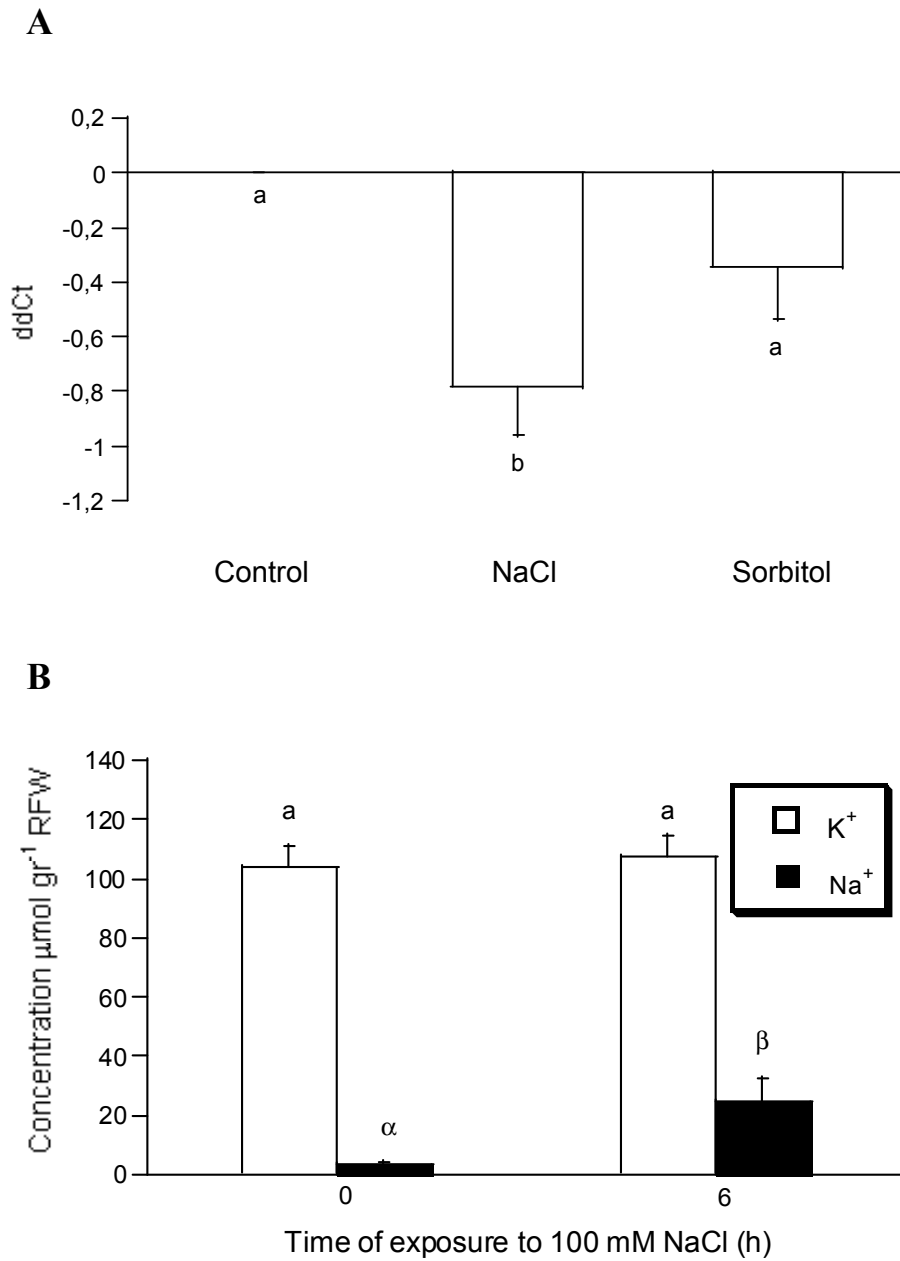 A
0,2
0
-0,2
-0,4
-0,6
-0,8
-1
-1,2
ddCt
a
b
a
Control NaCl Sorbitol
B
140
120
100
80
60
40
20
0
Concentration µmol gr⁻¹ RFW
a
α
a
β
K⁺
Na⁺
0 6
Time of exposure to 100 mM NaCl (h)